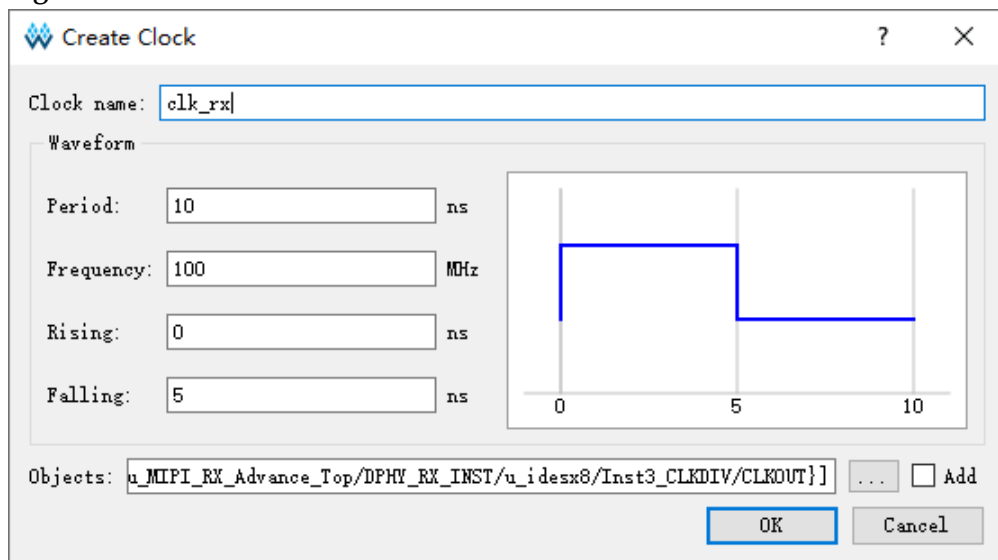 Create Clock ? ×
Clock name: clk_rx
Waveform
Period: 10 ns
Frequency: 100 MHz
Rising: 0 ns
Falling: 5 ns
0 5 10
Objects: u_MIPI_RX_Advance_Top/DPHY_RX_INST/u_idesx8/Inst3_CLKDIV/CLKOUT}] ... Add
OK Cancel